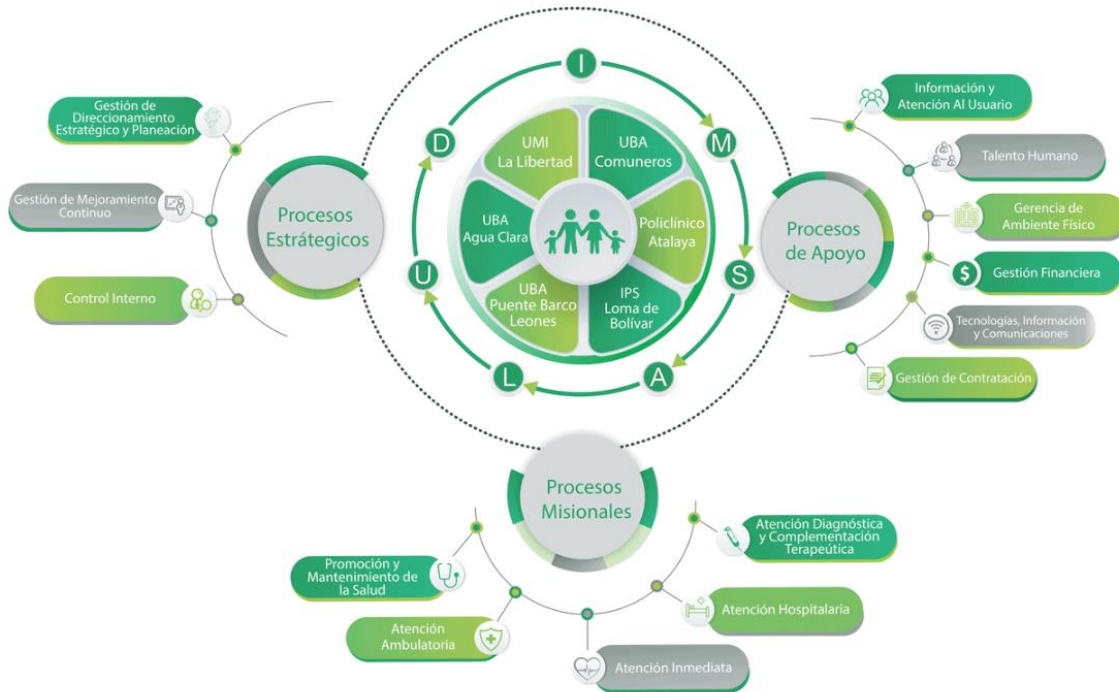 Gestión de
Direccionamiento
Estratégico y Planeación
Gestión de Mejoramiento
Continuo
Control Interno
Procesos
Estrátegicos
I
M
S
A
L
U
D
UMI
La Libertad
UBA
Comuneros
UBA
Agua Clara
Policlínico
Atalaya
UBA
Puente Barco
Leones
IPS
Loma de
Bolívar
Procesos
de Apoyo
Información y
Atención Al Usuario
Talento Humano
Gerencia de
Ambiente Físico
$
Gestión Financiera
Tecnologías, Información
y Comunicaciones
Gestión de Contratación
Procesos
Misionales
Promoción y
Mantenimiento de
la Salud
Atención
Ambulatoria
Atención Inmediata
Atención Hospitalaria
Atención Diagnóstica
y Complementación
Terapeútica